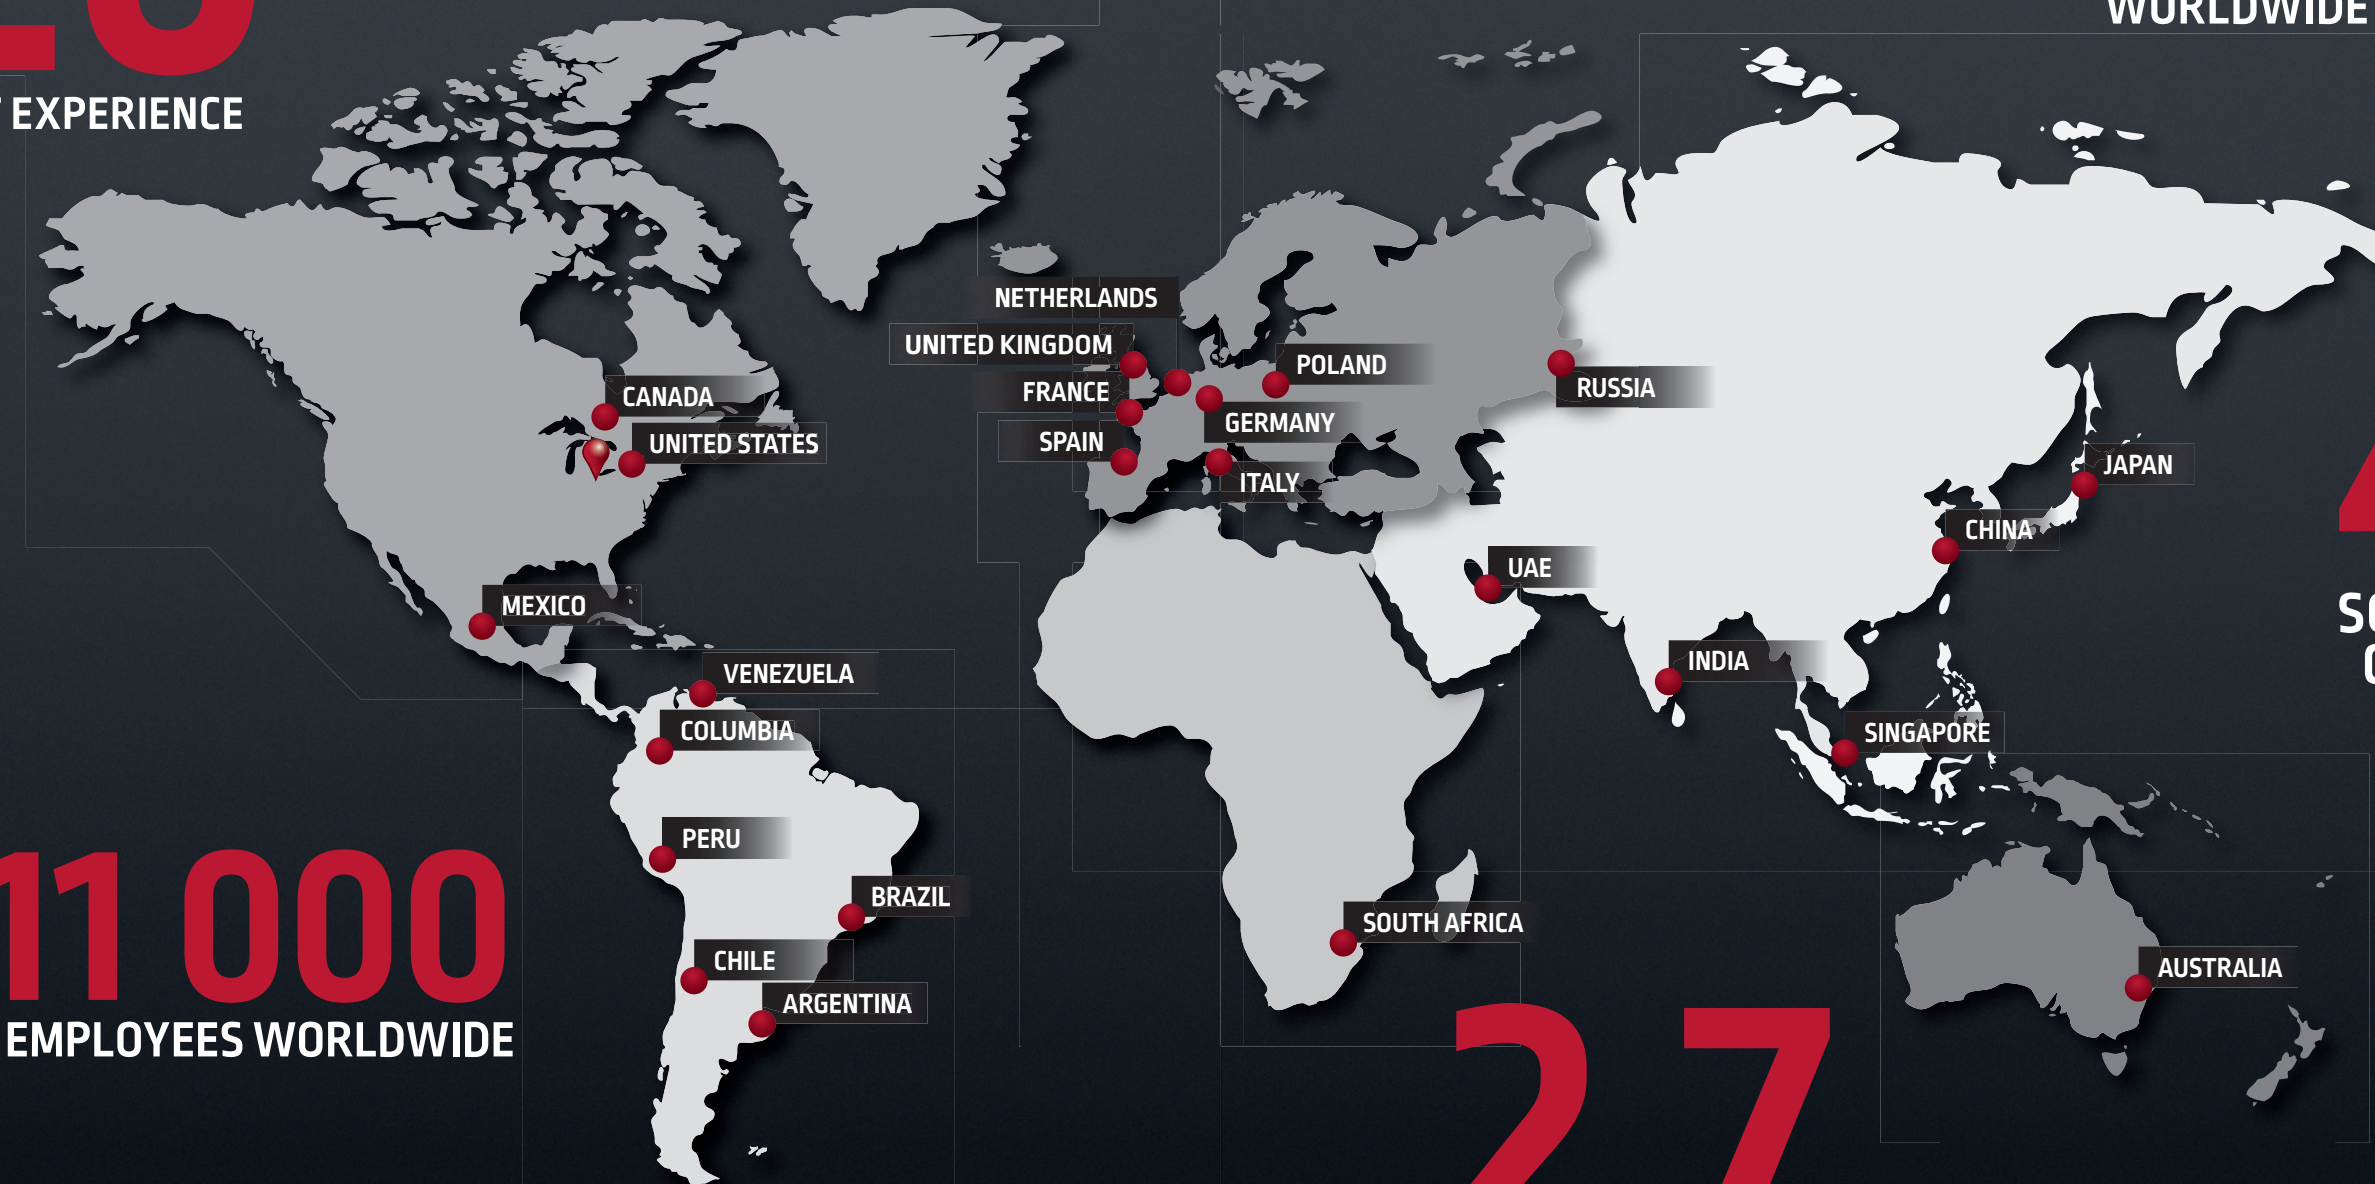 WORLDWIDE
EXPERIENCE
NETHERLANDS
UNITED KINGDOM
POLAND
FRANCE
RUSSIA
CANADA
GERMANY
UNITED STATES
SPAIN
JAPAN
ITALY
CHINA
UAE
MEXICO
INDIA
VENEZUELA
COLUMBIA
SINGAPORE
PERU
BRAZIL
SOUTH AFRICA
CHILE
AUSTRALIA
ARGENTINA
11 000
EMPLOYEES WORLDWIDE
27